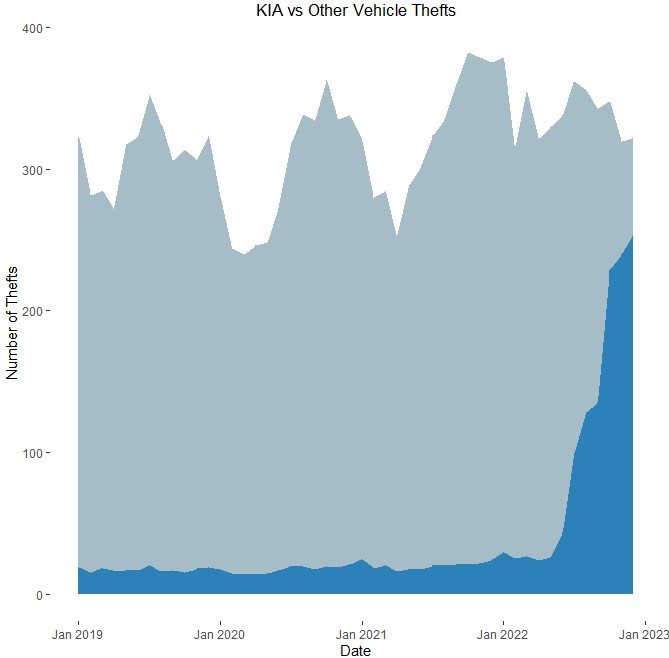 KIA vs Other Vehicle Thefts
400
300
200
100
0
Number of Thefts
Jan 2019 Jan 2020 Jan 2021 Jan 2022 Jan 2023
Date